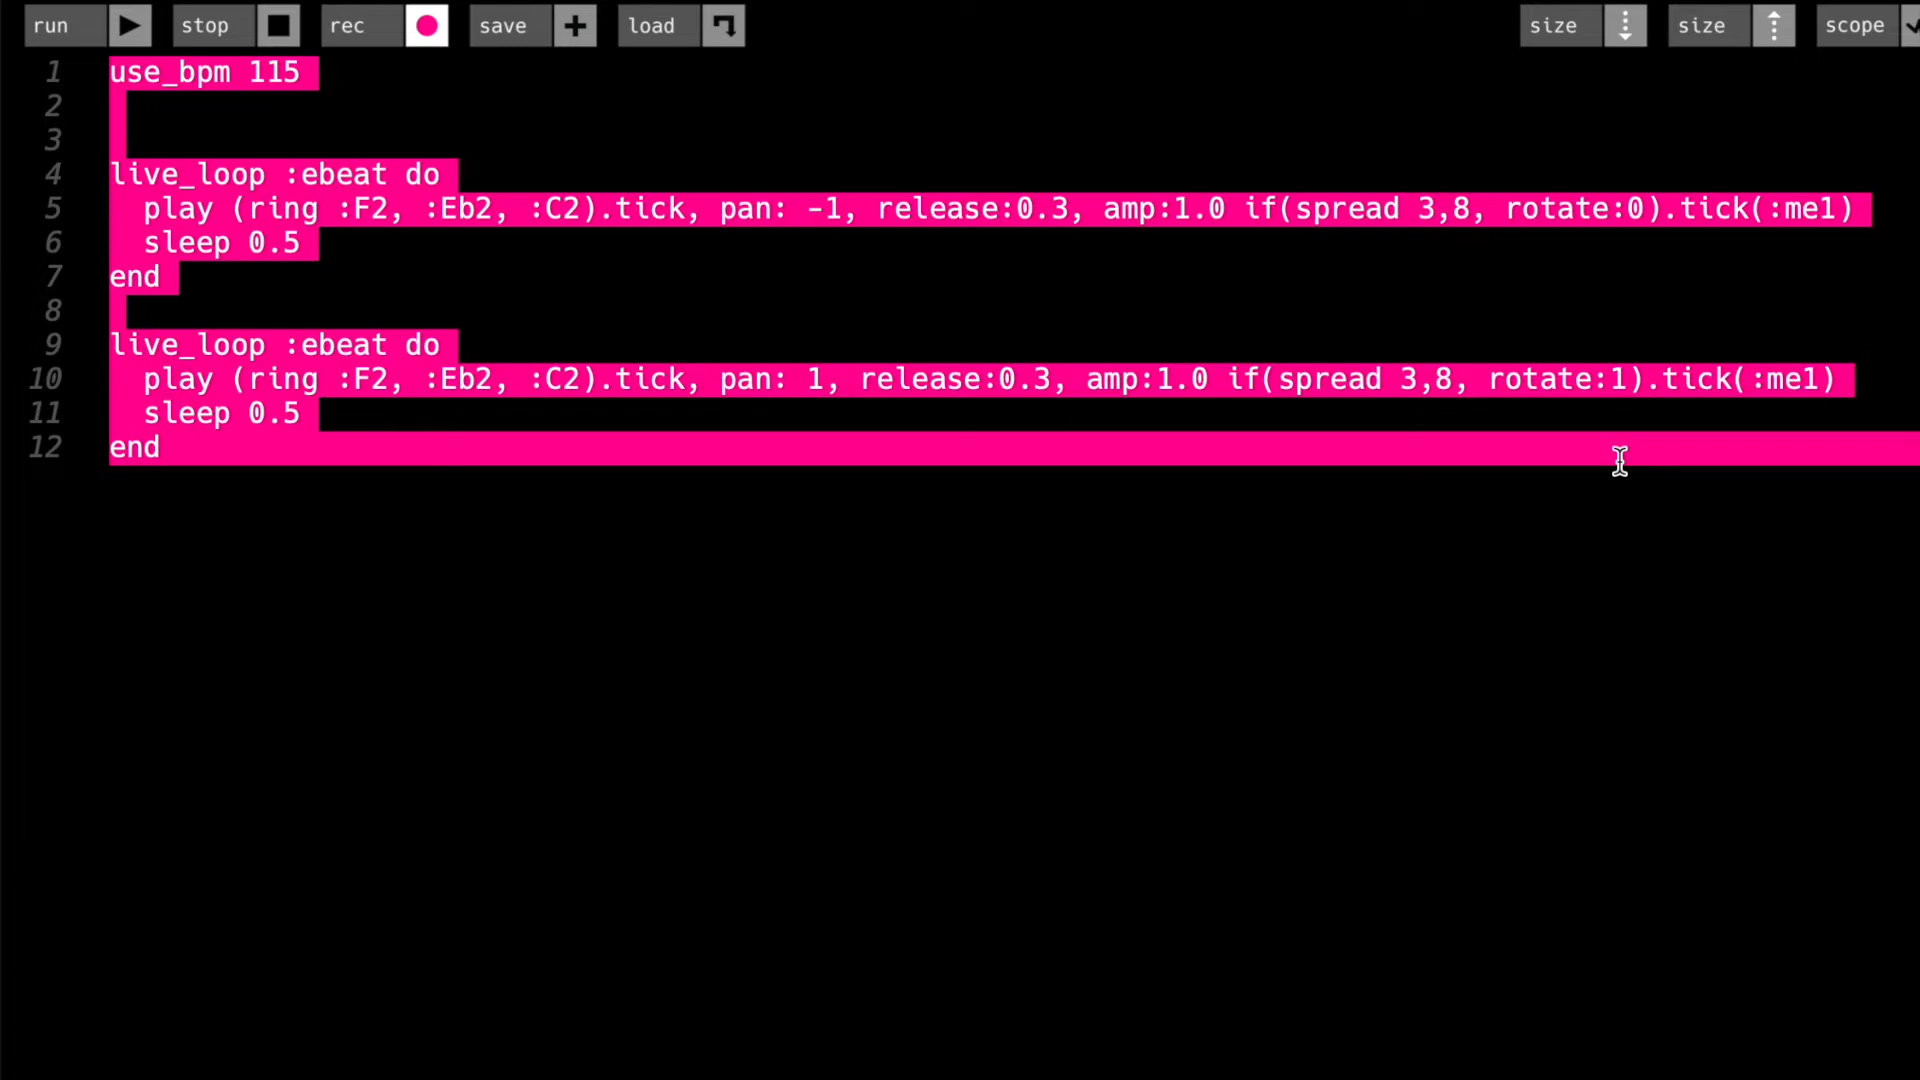 run stop rec save load size size scope
1 use_bpm 115
2
3
4 live_loop :ebeat do
5 play (ring :F2, :Eb2, :C2).tick, pan: -1, release:0.3, amp:1.0 if(spread 3,8, rotate:0).tick(:me1)
6 sleep 0.5
7 end
8
9 live_loop :ebeat do
10 play (ring :F2, :Eb2, :C2).tick, pan: 1, release:0.3, amp:1.0 if(spread 3,8, rotate:1).tick(:me1)
11 sleep 0.5
12 end